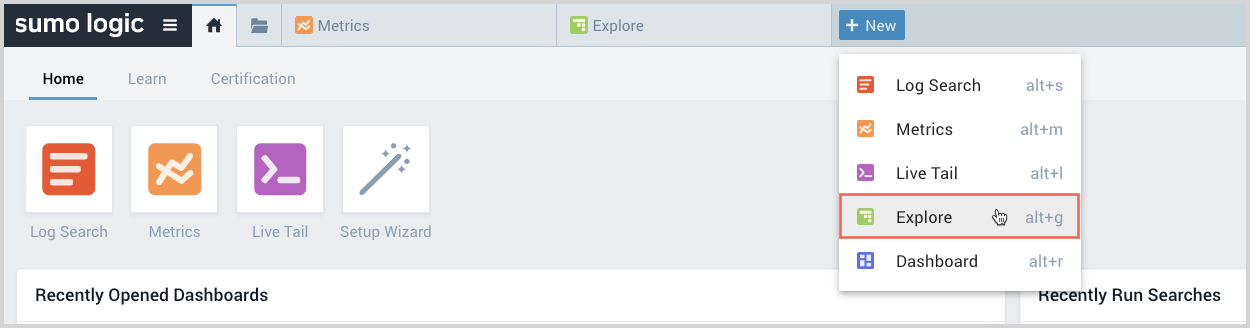 sumo logic
Metrics
Explore
+ New
Home
Learn
Certification
Log Search alt+s
Metrics alt+m
Live Tail alt+l
Explore alt+g
Dashboard alt+r
Log Search
Metrics
Live Tail
Setup Wizard
Recently Opened Dashboards
Recently Run Searches